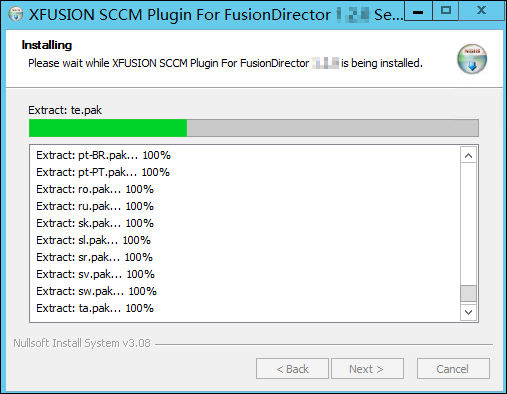 XFUSION SCCM Plugin For FusionDirector Se...
Installing
Please wait while XFUSION SCCM Plugin For FusionDirector is being installed.
Extract: te.pak
Extract: pt-BR.pak... 100%
Extract: pt-PT.pak... 100%
Extract: ro.pak... 100%
Extract: ru.pak... 100%
Extract: sk.pak... 100%
Extract: sl.pak... 100%
Extract: sr.pak... 100%
Extract: sv.pak... 100%
Extract: sw.pak... 100%
Extract: ta.pak... 100%
Nullsoft Install System v3.08
< Back
Next >
Cancel